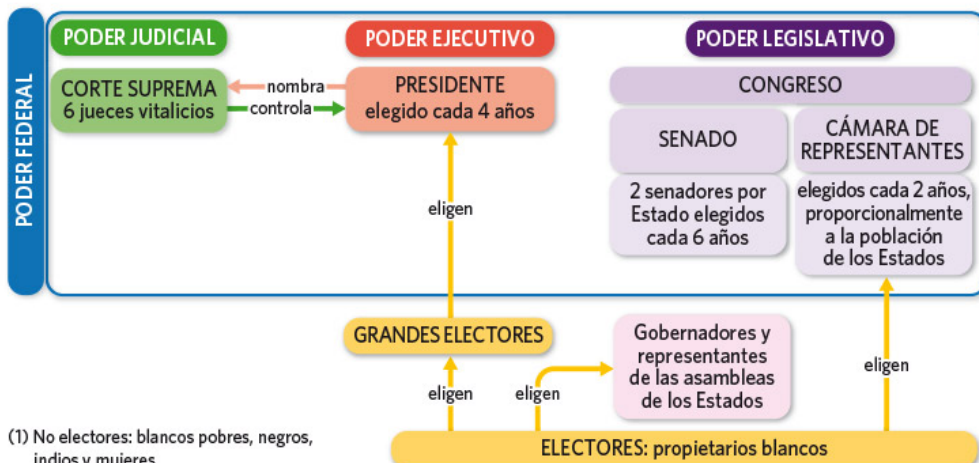 PODER FEDERAL
PODER JUDICIAL
CORTE SUPREMA
6 jueces vitalicios
nombra
controla
PODER EJECUTIVO
PRESIDENTE
elegido cada 4 años
PODER LEGISLATIVO
CONGRESO
SENADO
2 senadores por
Estado elegidos
cada 6 años
CÁMARA DE
REPRESENTANTES
elegidos cada 2 años,
proporcionalmente
a la población
de los Estados
eligen
GRANDES ELECTORES
Gobernadores y
representantes
de las asambleas
de los Estados
eligen
eligen
eligen
ELECTORES: propietarios blancos
(1) No electores: blancos pobres, negros,
indios y mujeres